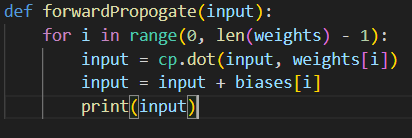 def forwardPropogate(input):
    for i in range(0, len(weights) - 1):
        input = cp.dot(input, weights[i])
        input = input + biases[i]
        print(input)